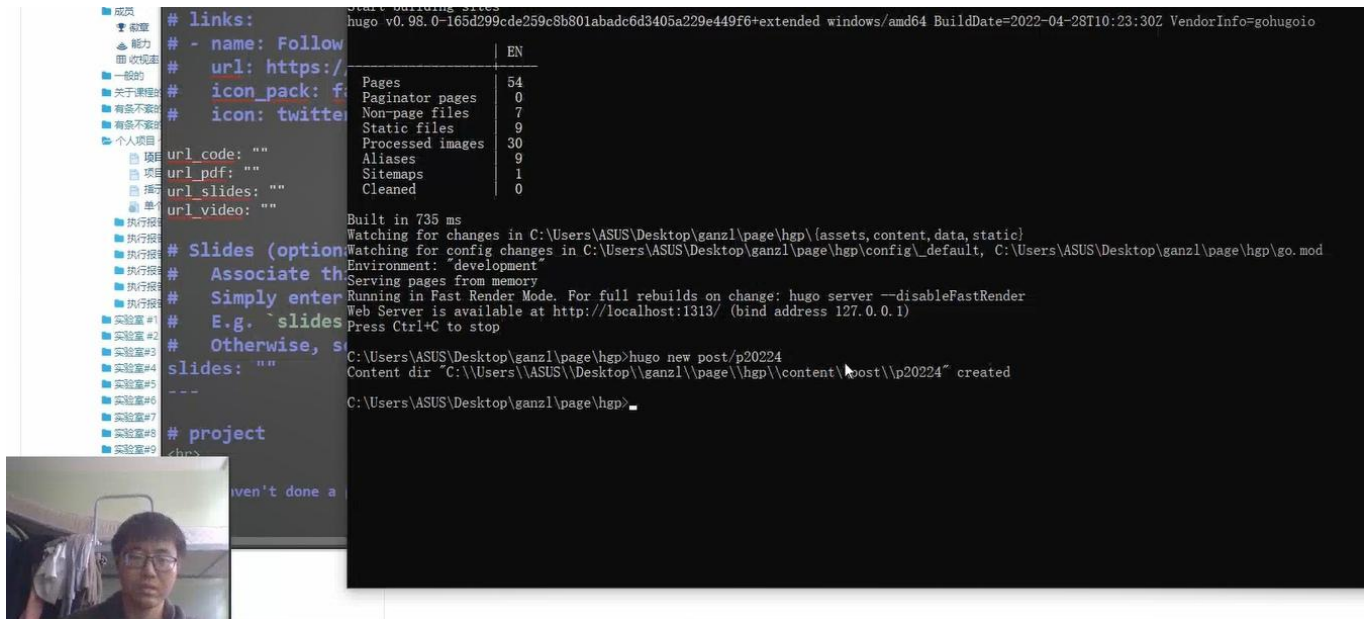 成员
徽章
能力
收视率
一般的
关于课程的
有条不紊的
有条不紊的
个人项目
项目
项目
指示
单个
执行报告
执行报告
执行报告
执行报告
执行报告
执行报告
实验室 #1
实验室 #2
实验室#3
实验室#4
实验室#5
实验室#6
实验室#7
实验室#8
实验室#9
# links:
# - name: Follow
# url: https:/
# icon_pack: fa
# icon: twitter
url_code: ""
url_pdf: ""
url_slides: ""
url_video: ""
# Slides (option
# Associate th
# Simply enter
# E.g. `slides
# Otherwise, se
slides: ""
---
# project
<br>
aven't done a
Start building sites
hugo v0.98.0-165d299cde259c8b801abadc6d3405a229e449f6+extended windows/amd64 BuildDate=2022-04-28T10:23:30Z VendorInfo=gohugoio
| EN
Pages | 54
Paginator pages | 0
Non-page files | 7
Static files | 9
Processed images | 30
Aliases | 9
Sitemaps | 1
Cleaned | 0
Built in 735 ms
Watching for changes in C:\Users\ASUS\Desktop\ganzl\page\hgp\{assets,content,data,static}
Watching for config changes in C:\Users\ASUS\Desktop\ganzl\page\hgp\config\_default, C:\Users\ASUS\Desktop\ganzl\page\hgp\go.mod
Environment: "development"
Serving pages from memory
Running in Fast Render Mode. For full rebuilds on change: hugo server --disableFastRender
Web Server is available at http://localhost:1313/ (bind address 127.0.0.1)
Press Ctrl+C to stop
C:\Users\ASUS\Desktop\ganzl\page\hgp>hugo new post/p20224
Content dir "C:\\Users\\ASUS\\Desktop\\ganzl\\page\\hgp\\content\\post\\p20224" created
C:\Users\ASUS\Desktop\ganzl\page\hgp>